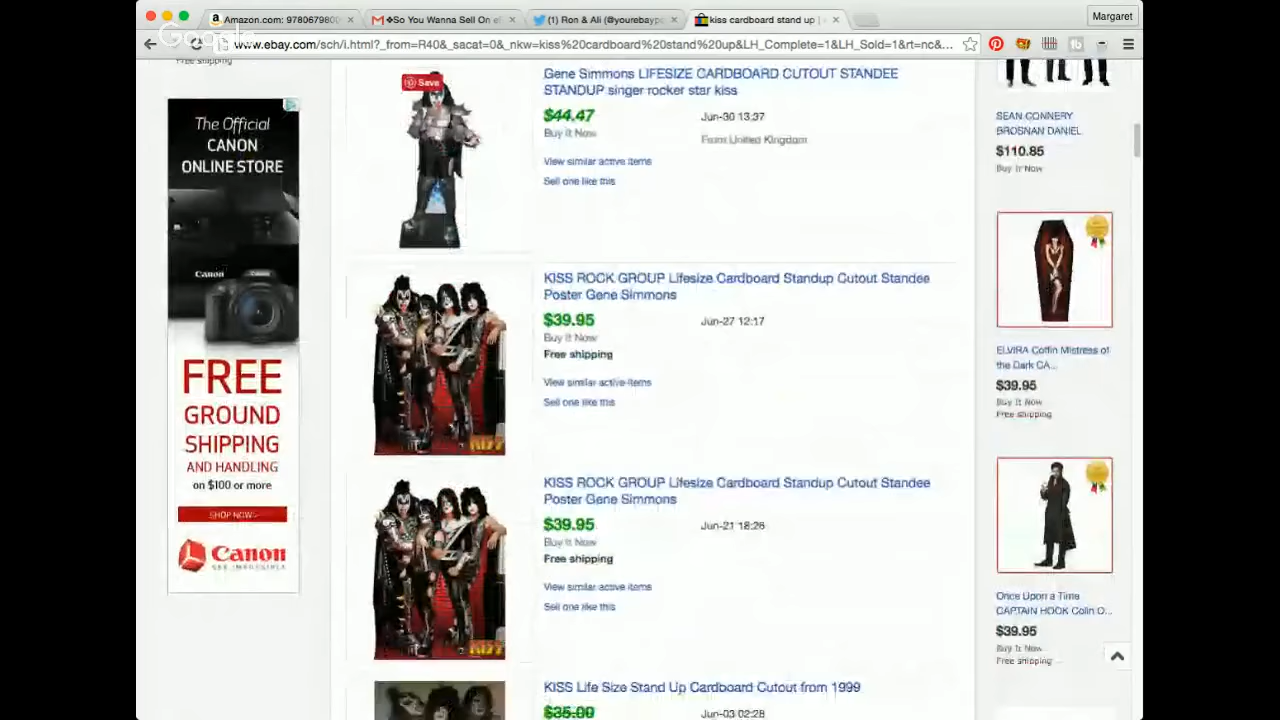 Margaret
Amazon.com: 9780679800
❖So You Wanna Sell On e
(1) Ron & Ali (@yourebaype
kiss cardboard stand up |
Google
www.ebay.com/sch/i.html?_from=R40&_sacat=0&_nkw=kiss%20cardboard%20stand%20up&LH_Complete=1&LH_Sold=1&rt=nc&...
Free shipping
The Official
CANON
ONLINE STORE
Canon
FREE
GROUND
SHIPPING
AND HANDLING
on $100 or more
SHOP NOW
Canon
SEE IMPOSSIBLE
Save
Gene Simmons LIFESIZE CARDBOARD CUTOUT STANDEE
STANDUP singer rocker star kiss
$44.47
Jun-30 13:37
Buy It Now
From United Kingdom
View similar active items
Sell one like this
KISS ROCK GROUP Lifesize Cardboard Standup Cutout Standee
Poster Gene Simmons
$39.95
Jun-27 12:17
Buy It Now
Free shipping
View similar active items
Sell one like this
KISS
KISS ROCK GROUP Lifesize Cardboard Standup Cutout Standee
Poster Gene Simmons
$39.95
Jun-21 18:26
Buy It Now
Free shipping
View similar active items
Sell one like this
KISS
KISS Life Size Stand Up Cardboard Cutout from 1999
$35.00
Jun-03 02:28
SEAN CONNERY
BROSNAN DANIEL
$110.85
Buy It Now
ELVIRA Coffin Mistress of
the Dark CA...
$39.95
Buy It Now
Free shipping
Once Upon a Time
CAPTAIN HOOK Colin O...
$39.95
Buy It Now
Free shipping